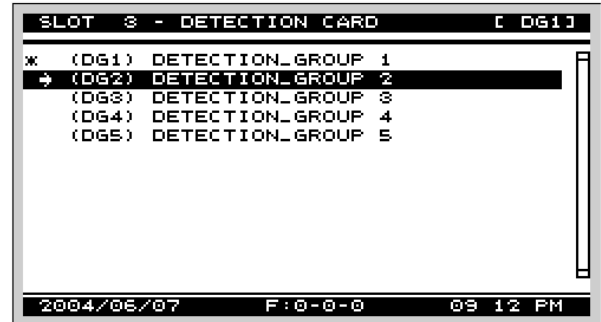 SLOT 3 - DETECTION CARD [ DG1]
* (DG1) DETECTION_GROUP 1
→ (DG2) DETECTION_GROUP 2
(DG3) DETECTION_GROUP 3
(DG4) DETECTION_GROUP 4
(DG5) DETECTION_GROUP 5
2004/06/07 F:0-0-0 09 12 PM